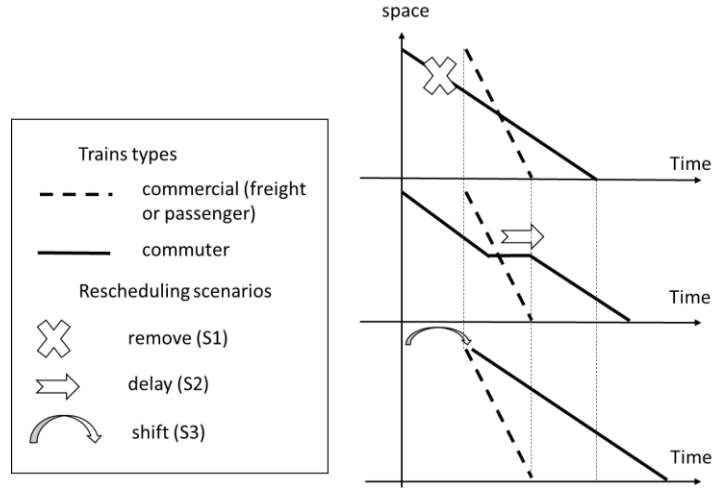 space
Time
Trains types
commercial (freight
or passenger)
commuter
Rescheduling scenarios
remove (S1)
delay (S2)
shift (S3)
Time
Time